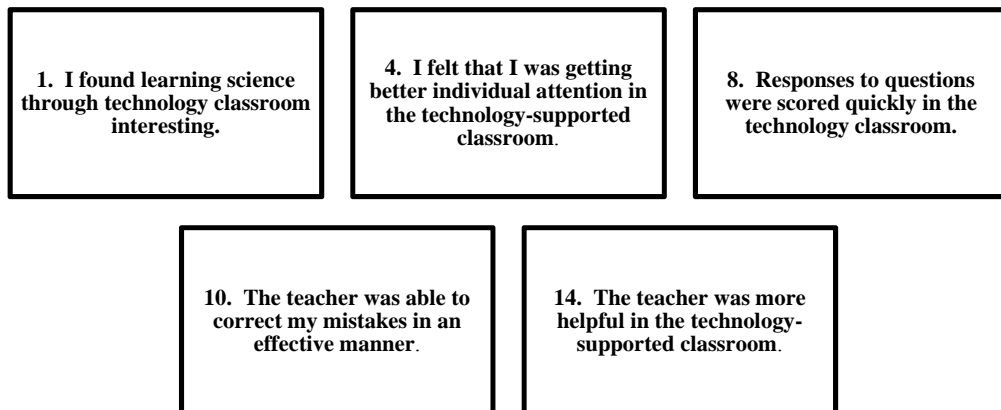 1. I found learning science
through technology classroom
interesting.
4. I felt that I was getting
better individual attention in
the technology-supported
classroom.
8. Responses to questions
were scored quickly in the
technology classroom.
10. The teacher was able to
correct my mistakes in an
effective manner.
14. The teacher was more
helpful in the technology-
supported classroom.